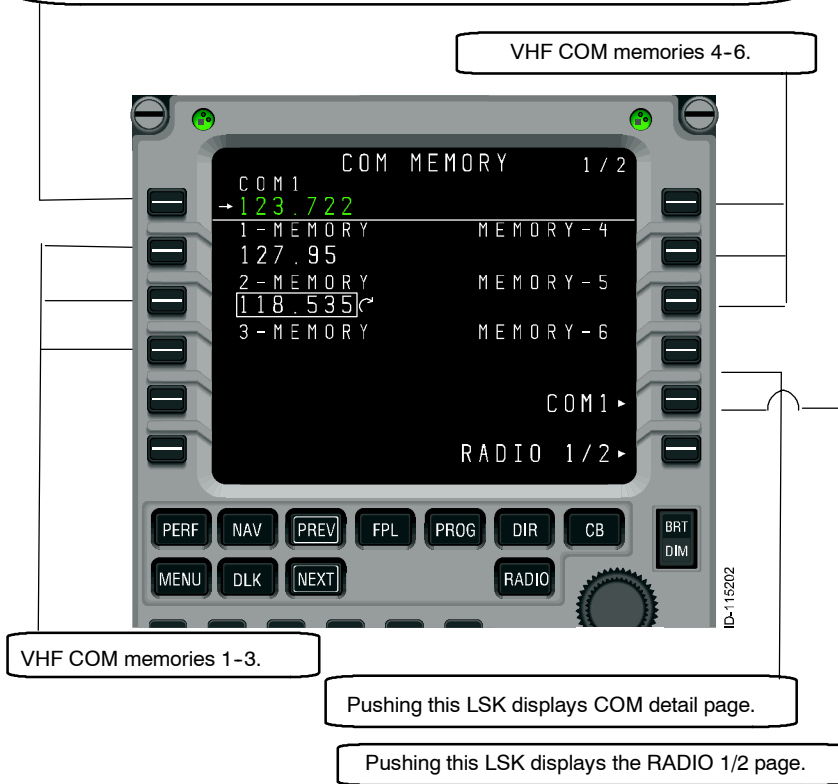 VHF COM memories 4-6.
COM MEMORY 1/2
COM1
→123.722
1-MEMORY MEMORY-4
127.95
2-MEMORY MEMORY-5
118.535
3-MEMORY MEMORY-6
COM1▸
RADIO 1/2▸
PERF NAV PREV FPL PROG DIR CB
BRT
DIM
MENU DLK NEXT RADIO
ID-115202
VHF COM memories 1-3.
Pushing this LSK displays COM detail page.
Pushing this LSK displays the RADIO 1/2 page.